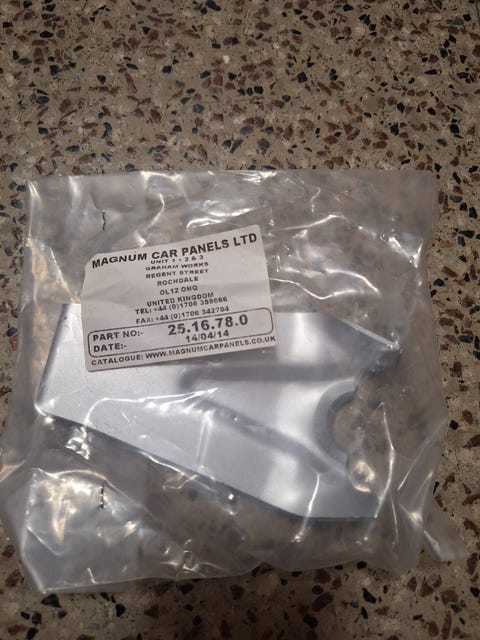 MAGNUM CAR PANELS LTD
UNIT 1 - 2 & 3
GRAHAM WORKS
REGENT STREET
ROCHDALE
OL12 OHQ
UNITED KINGDOM
TEL: +44 (0)1706 359666
FAX: +44 (0)1706 342704
PART NO:- 25.16.78.0
DATE:- 14/04/14
CATALOGUE: WWW.MAGNUMCARPANELS.CO.UK